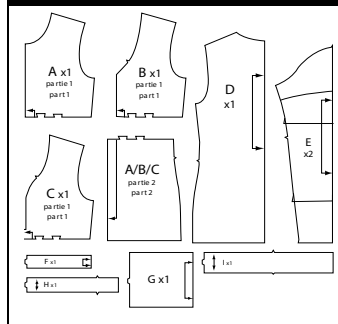 A x1
partie 1
part 1
B x1
partie 1
part 1
D
x1
E
x2
C x1
partie 1
part 1
A/B/C
partie 2
part 2
F x1
H x1
G x1
I x1